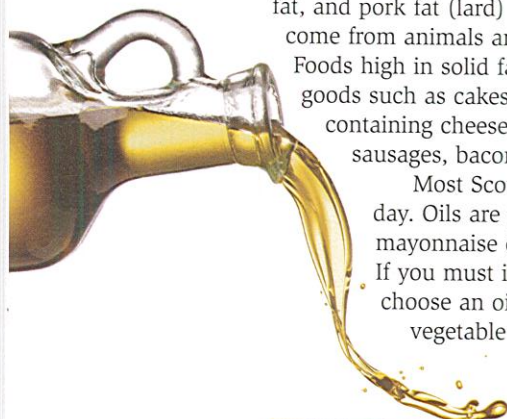 fat, and pork fat (lard)
come from animals an
Foods high in solid fa
goods such as cakes
containing cheese
sausages, bacon
Most Sco
day. Oils are
mayonnaise
If you must i
choose an oi
vegetable